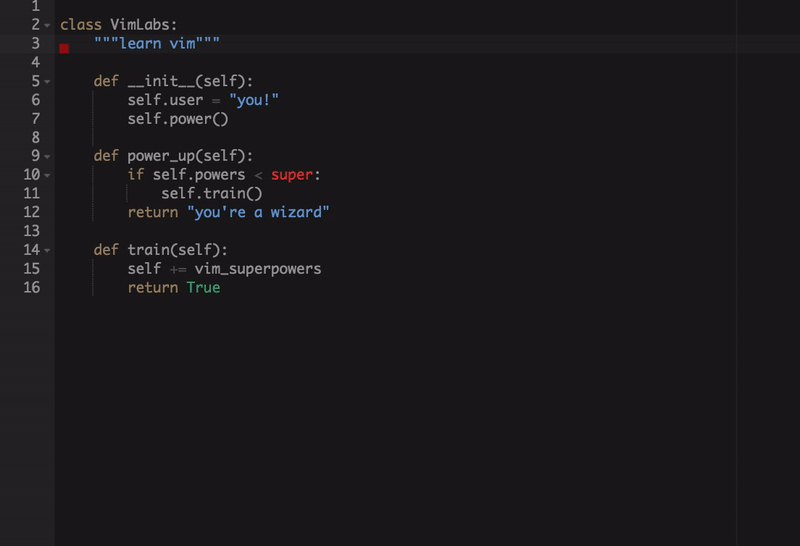 1
2 class VimLabs:
3     """learn vim"""
4
5     def __init__(self):
6         self.user = "you!"
7         self.power()
8
9     def power_up(self):
10         if self.powers < super:
11             self.train()
12         return "you're a wizard"
13
14     def train(self):
15         self += vim_superpowers
16         return True